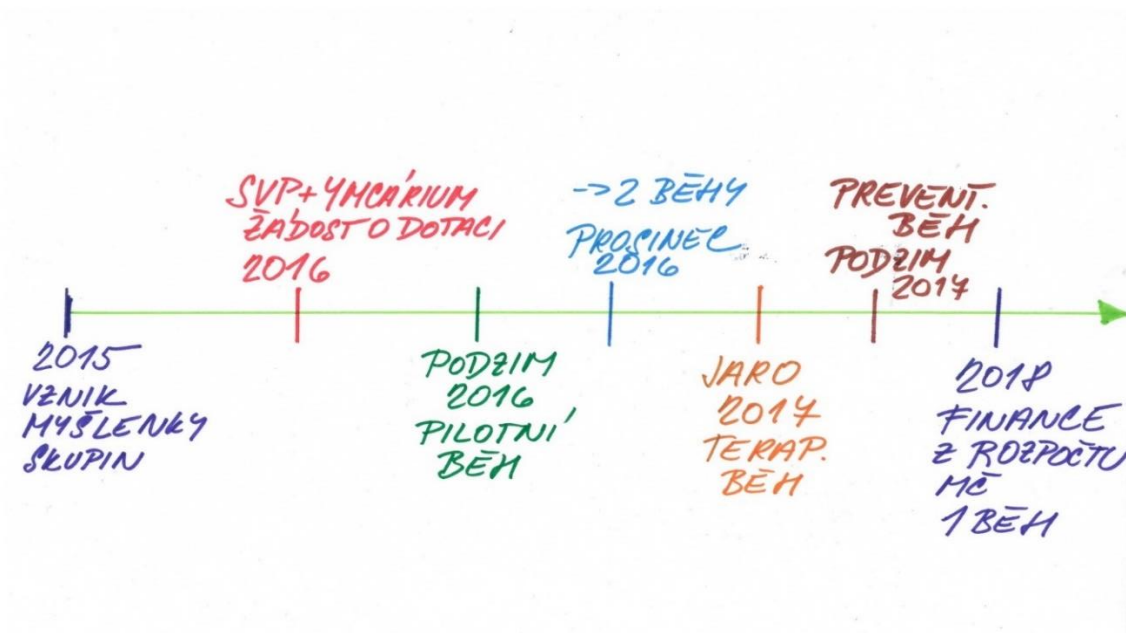 2015
VZNIK
MYŠLENKY
SKUPIN
SVP+YMCÁRIUM
ŽÁDOST O DOTACI
2016
PODZIM
2016
PILOTNÍ
BĚH
-> 2 BĚHY
PROSINEC
2016
JARO
2017
TERAP.
BĚH
PREVENT.
BĚH
PODZIM
2017
2018
FINANCE
Z ROZPOČTU
MČ
1 BĚH